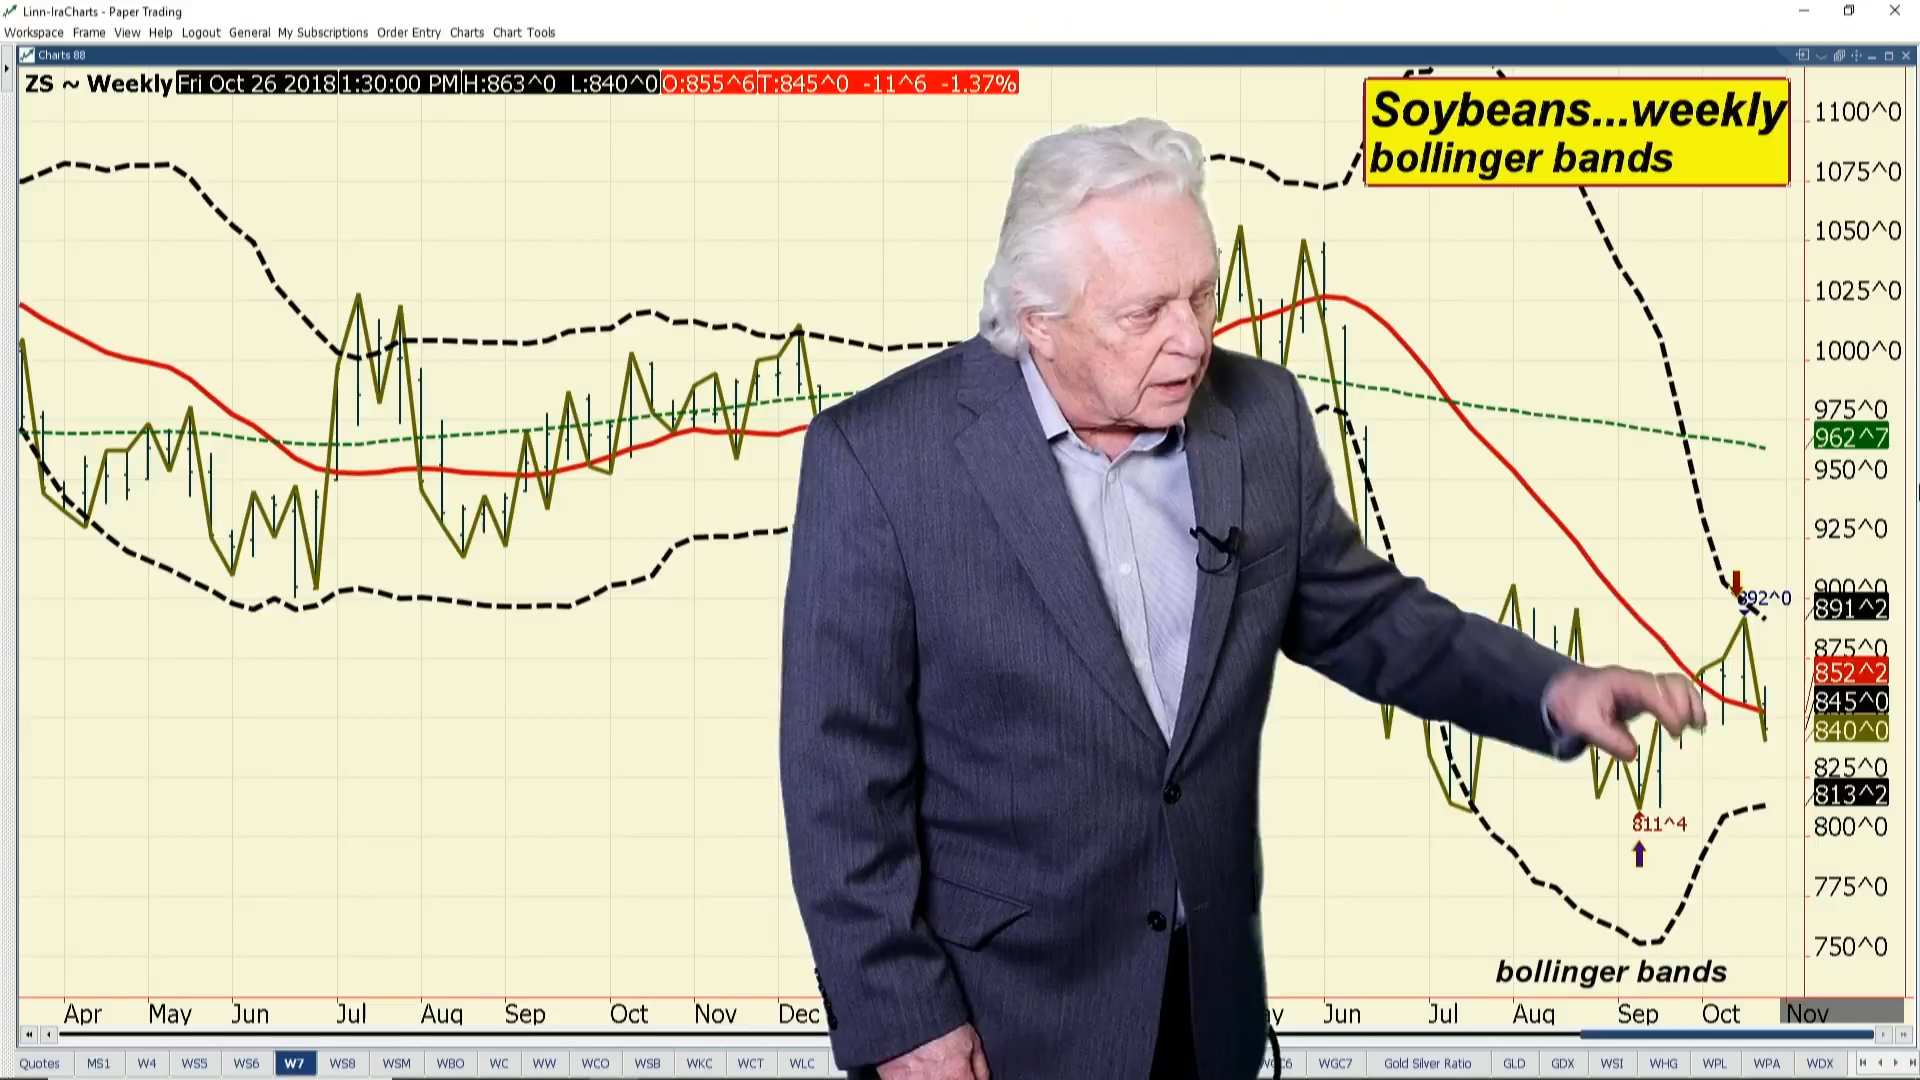 Linn-IraCharts - Paper Trading
Workspace Frame View Help Logout General My Subscriptions Order Entry Charts Chart Tools
Charts 88
ZS ~ Weekly Fri Oct 26 2018 1:30:00 PM H:863^0 L:840^0 O:855^6 T:845^0 -11^6 -1.37%
Soybeans...weekly
bollinger bands
1100^0
1075^0
1050^0
1025^0
1000^0
975^0
962^7
950^0
925^0
900^0
892^0
891^2
875^0
852^2
845^0
840^0
825^0
813^2
811^4
800^0
775^0
750^0
bollinger bands
Apr May Jun Jul Aug Sep Oct Nov Dec Jun Jul Aug Sep Oct Nov
Quotes MS1 W4 WS5 WS6 W7 WS8 WSM WBO WC WW WCO WSB WKC WCT WLC WGC7 Gold Silver Ratio GLD GDX WSI WHG WPL WPA WDX